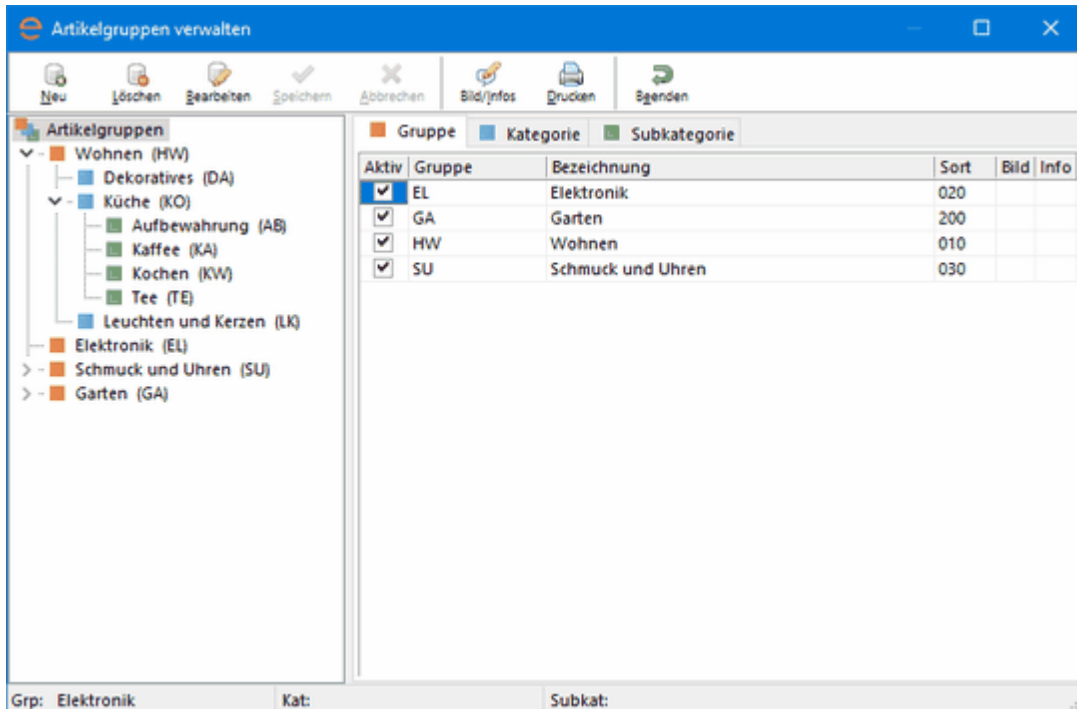 Artikelgruppen verwalten
Neu Löschen Bearbeiten Speichern Abbrechen Bild/Infos Drucken Beenden
Artikelgruppen
Wohnen (HW)
Dekoratives (DA)
Küche (KO)
Aufbewahrung (AB)
Kaffee (KA)
Kochen (KW)
Tee (TE)
Leuchten und Kerzen (LK)
Elektronik (EL)
Schmuck und Uhren (SU)
Garten (GA)
Gruppe Kategorie Subkategorie
Aktiv Gruppe Bezeichnung Sort Bild Info
EL Elektronik 020
GA Garten 200
HW Wohnen 010
SU Schmuck und Uhren 030
Grp: Elektronik Kat: Subkat: